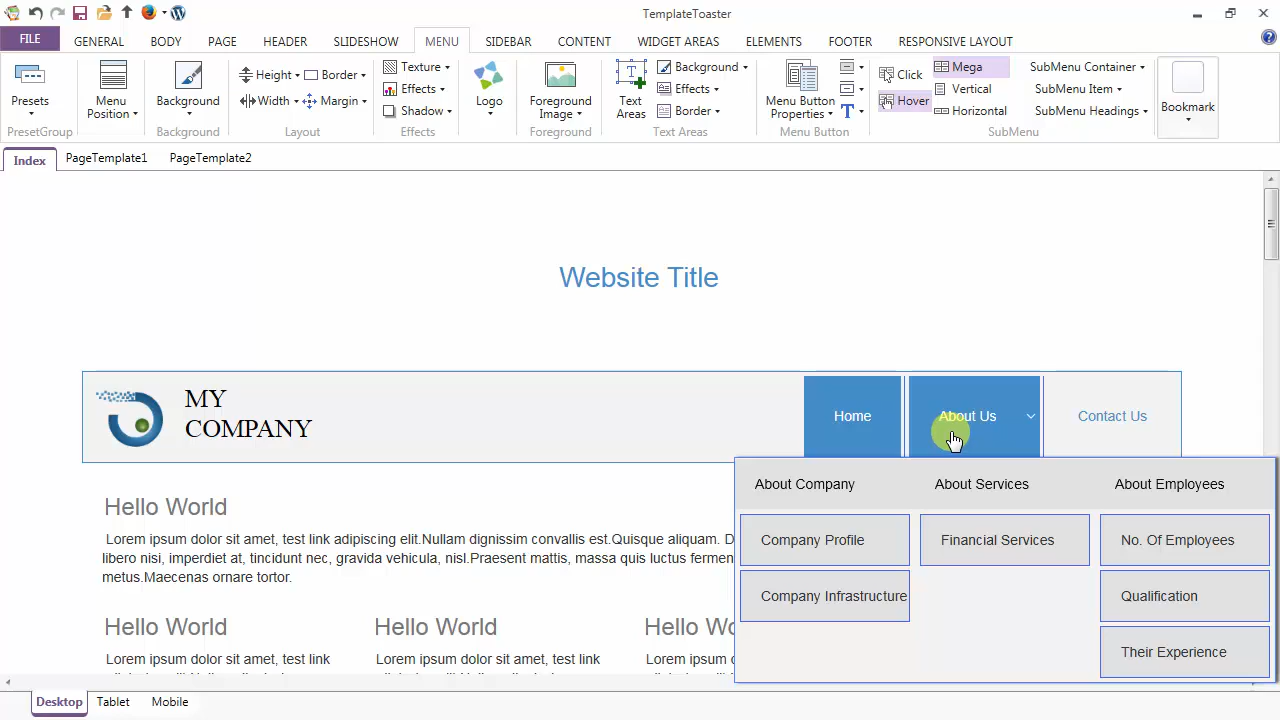 TemplateToaster
FILE GENERAL BODY PAGE HEADER SLIDESHOW MENU SIDEBAR CONTENT WIDGET AREAS ELEMENTS FOOTER RESPONSIVE LAYOUT
Presets
PresetGroup
Menu
Position
Background
Background
Height Border
Width Margin
Layout
Texture
Effects
Shadow
Effects
Logo
Foreground
Image
Foreground
Text
Areas
Background
Effects
Border
Text Areas
Menu Button
Properties
Menu Button
Click
Hover
Mega
Vertical
Horizontal
SubMenu Container
SubMenu Item
SubMenu Headings
SubMenu
Bookmark
Index PageTemplate1 PageTemplate2
Website Title
MY
COMPANY
Home About Us Contact Us
About Company About Services About Employees
Company Profile Financial Services No. Of Employees
Company Infrastructure Qualification
Their Experience
Hello World
Lorem ipsum dolor sit amet, test link adipiscing elit.Nullam dignissim convallis est.Quisque aliquam.
libero nisi, imperdiet at, tincidunt nec, gravida vehicula, nisl.Praesent mattis, massa quis luctus
metus.Maecenas ornare tortor.
Hello World Hello World Hello
Lorem ipsum dolor sit amet, test link Lorem ipsum dolor sit amet, test link Lorem ipsum
Desktop Tablet Mobile